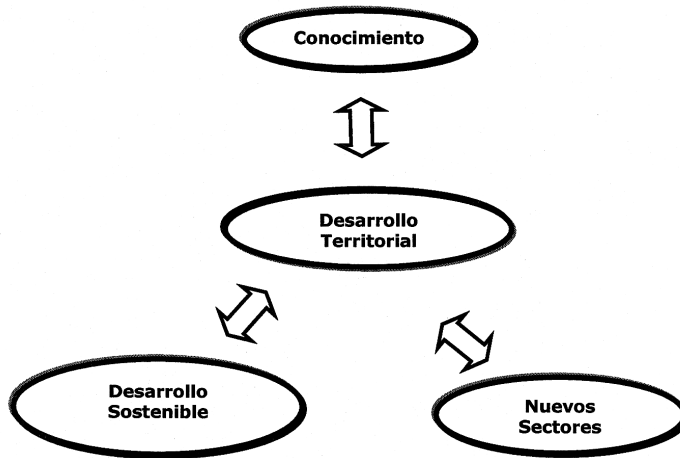 Conocimiento
Desarrollo
Territorial
Desarrollo
Sostenible
Nuevos
Sectores